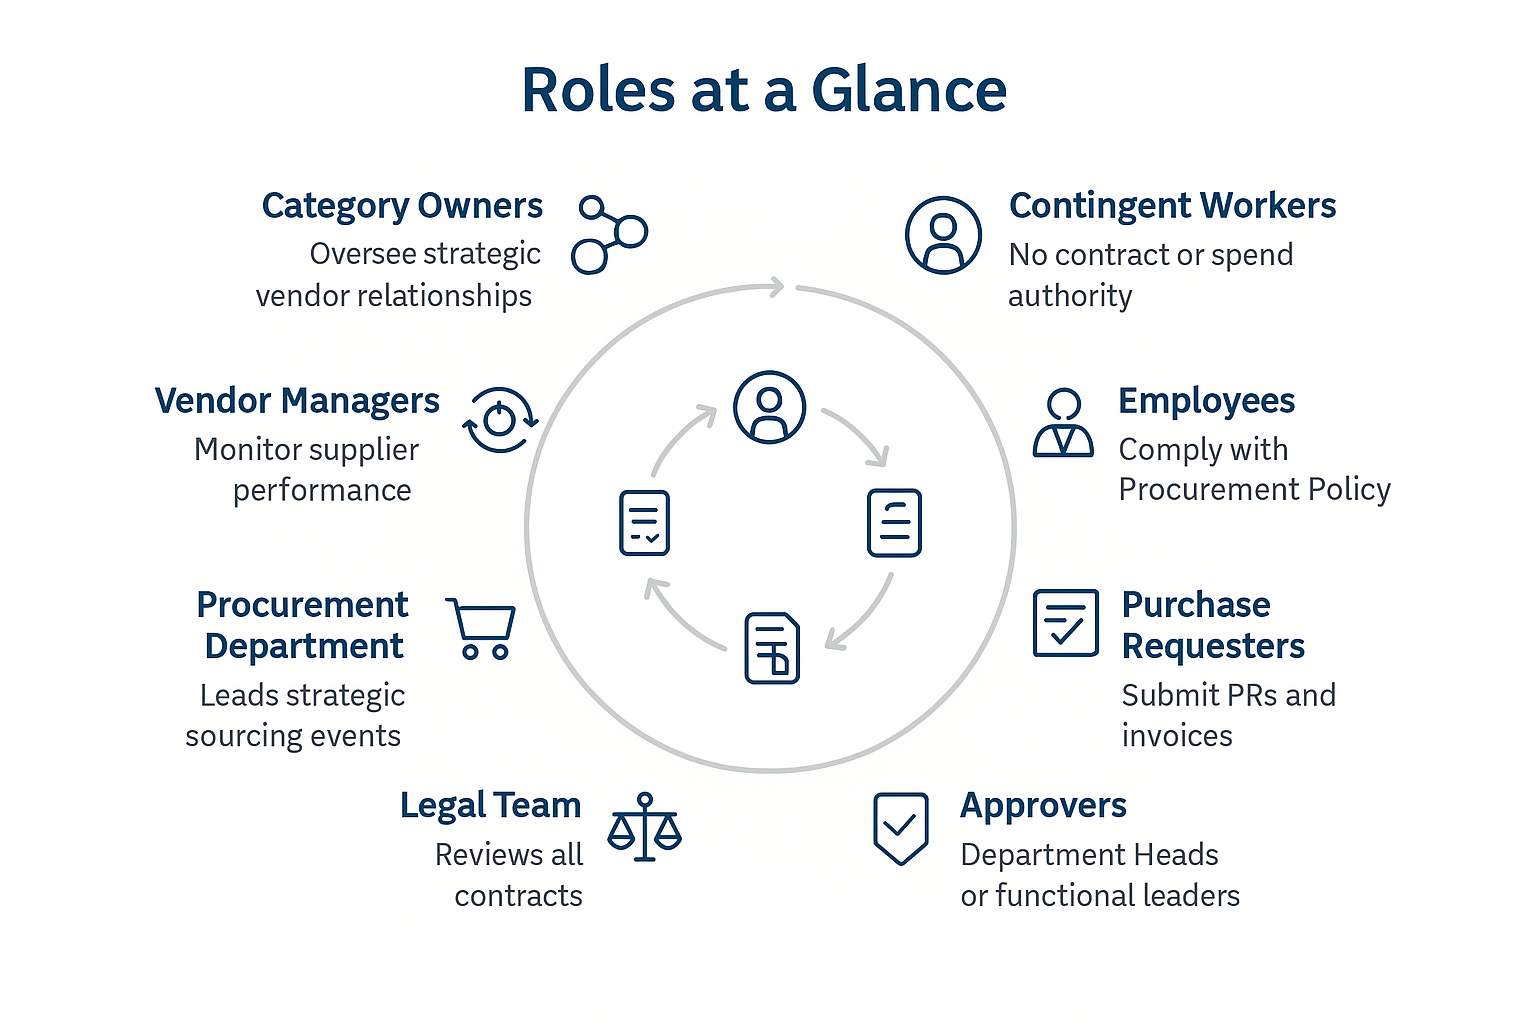 Roles at a Glance
Category Owners
Oversee strategic
vendor relationships
Contingent Workers
No contract or spend
authority
Vendor Managers
Monitor supplier
performance
Employees
Comply with
Procurement Policy
Procurement
Department
Leads strategic
sourcing events
Purchase
Requesters
Submit PRs and
invoices
Legal Team
Reviews all
contracts
Approvers
Department Heads
or functional leaders